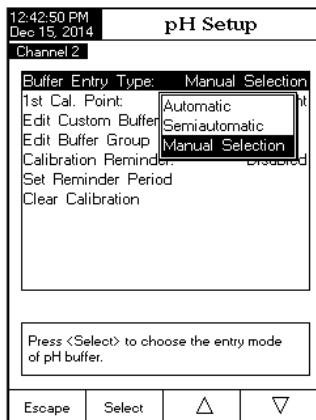 12:42:50 PM
Dec 15, 2014
pH Setup
Channel 2
Buffer Entry Type: Manual Selection
1st Cal. Point:
Automatic
Semiautomatic
Manual Selection
Edit Custom Buffer
Edit Buffer Group
Calibration Reminder: Disabled
Set Reminder Period
Clear Calibration
Press <Select> to choose the entry mode
of pH buffer.
Escape Select